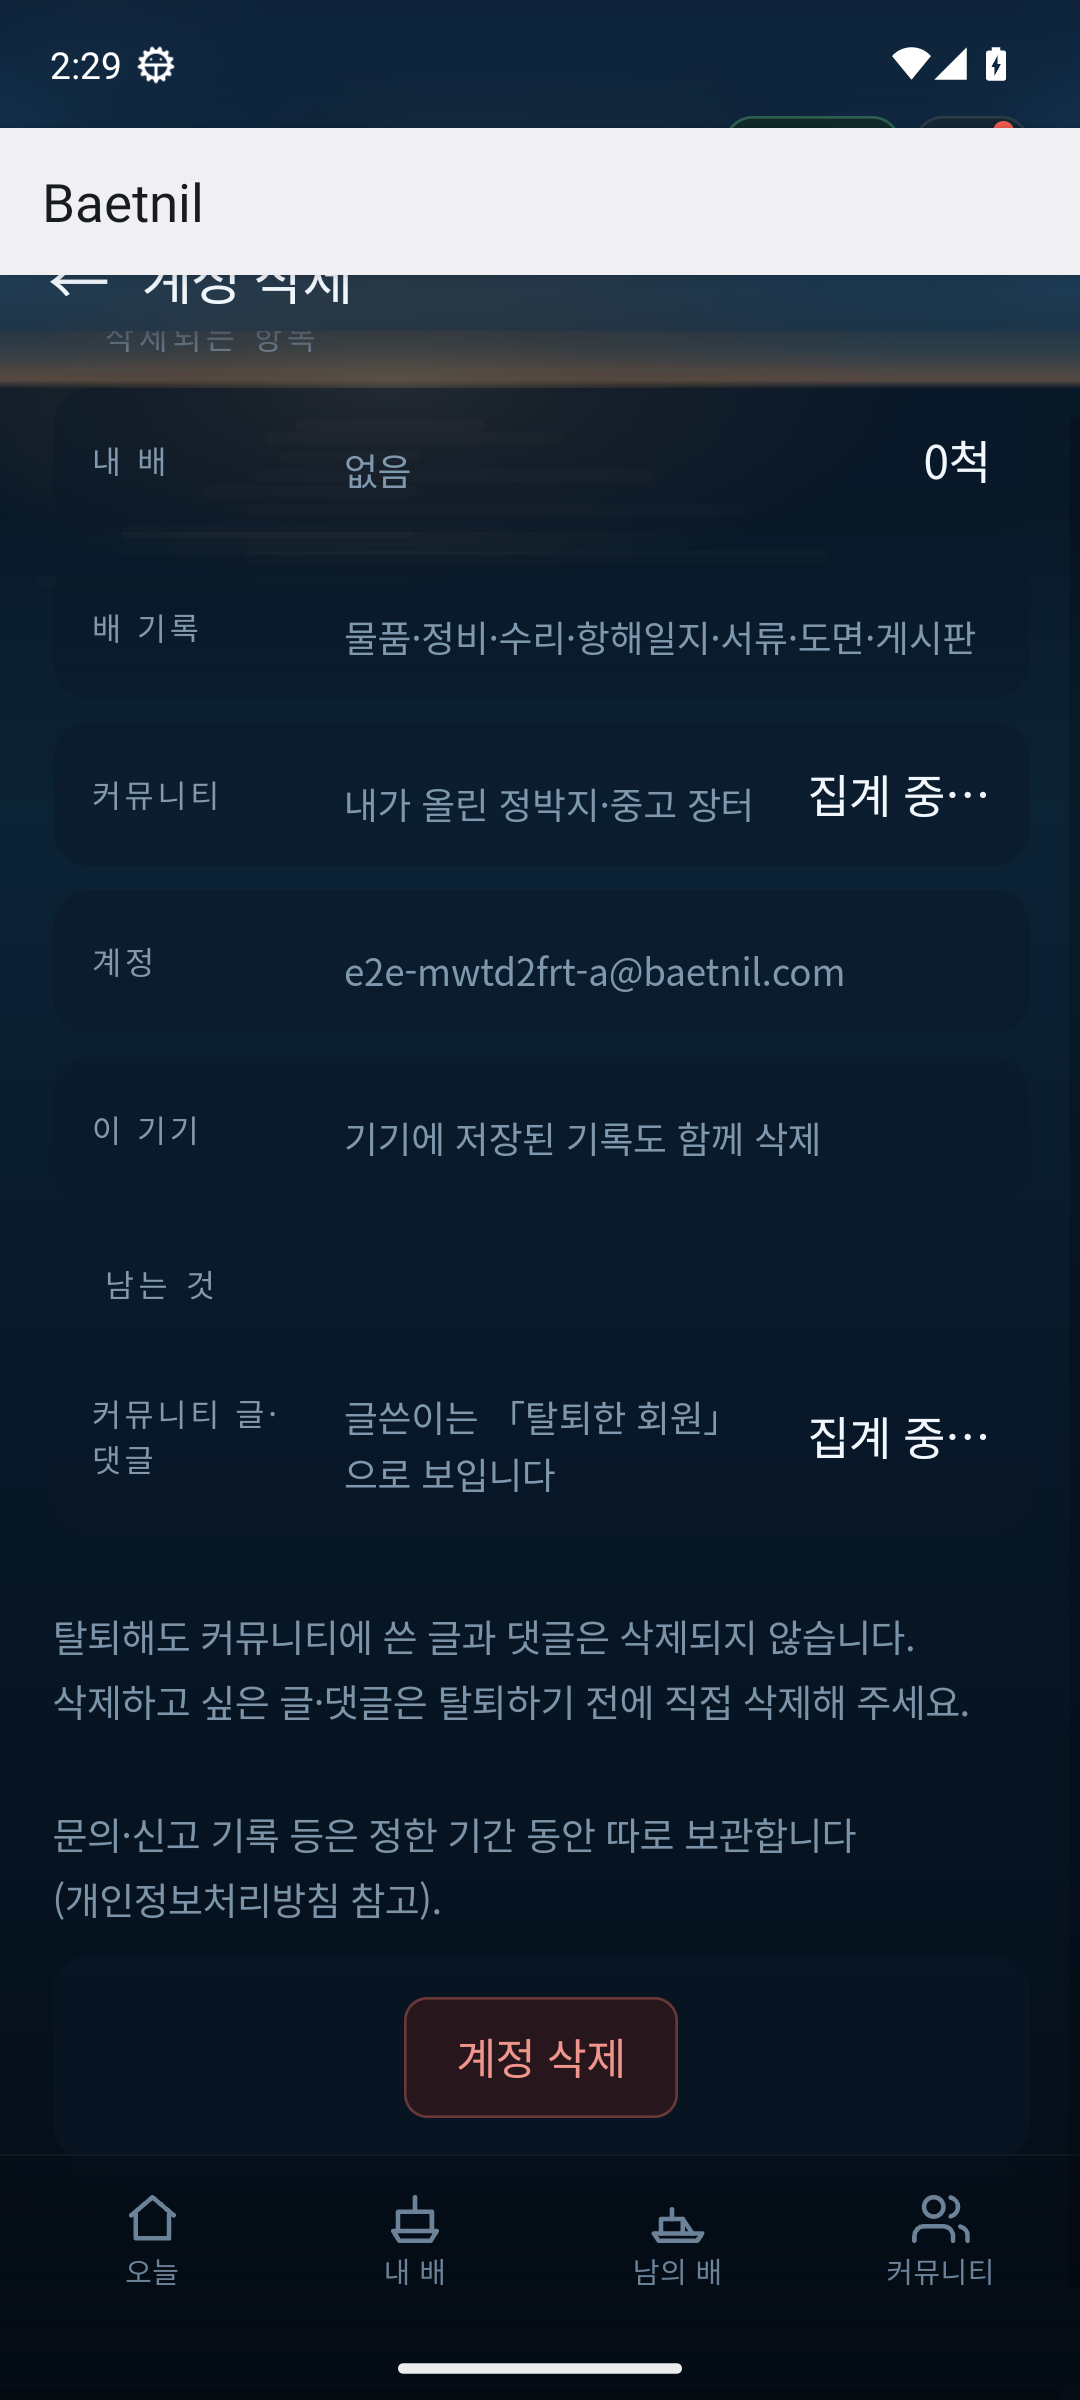 2:29
Baetnil
← 계정 삭제
삭제되는 항목
내 배
없음
0척
배 기록
물품·정비·수리·항해일지·서류·도면·게시판
커뮤니티
내가 올린 정박지·중고 장터
집계 중…
계정
e2e-mwtd2frt-a@baetnil.com
이 기기
기기에 저장된 기록도 함께 삭제
남는 것
커뮤니티 글·
댓글
글쓴이는 「탈퇴한 회원」
으로 보입니다
집계 중…
탈퇴해도 커뮤니티에 쓴 글과 댓글은 삭제되지 않습니다.
삭제하고 싶은 글·댓글은 탈퇴하기 전에 직접 삭제해 주세요.
문의·신고 기록 등은 정한 기간 동안 따로 보관합니다
(개인정보처리방침 참고).
계정 삭제
오늘
내 배
남의 배
커뮤니티